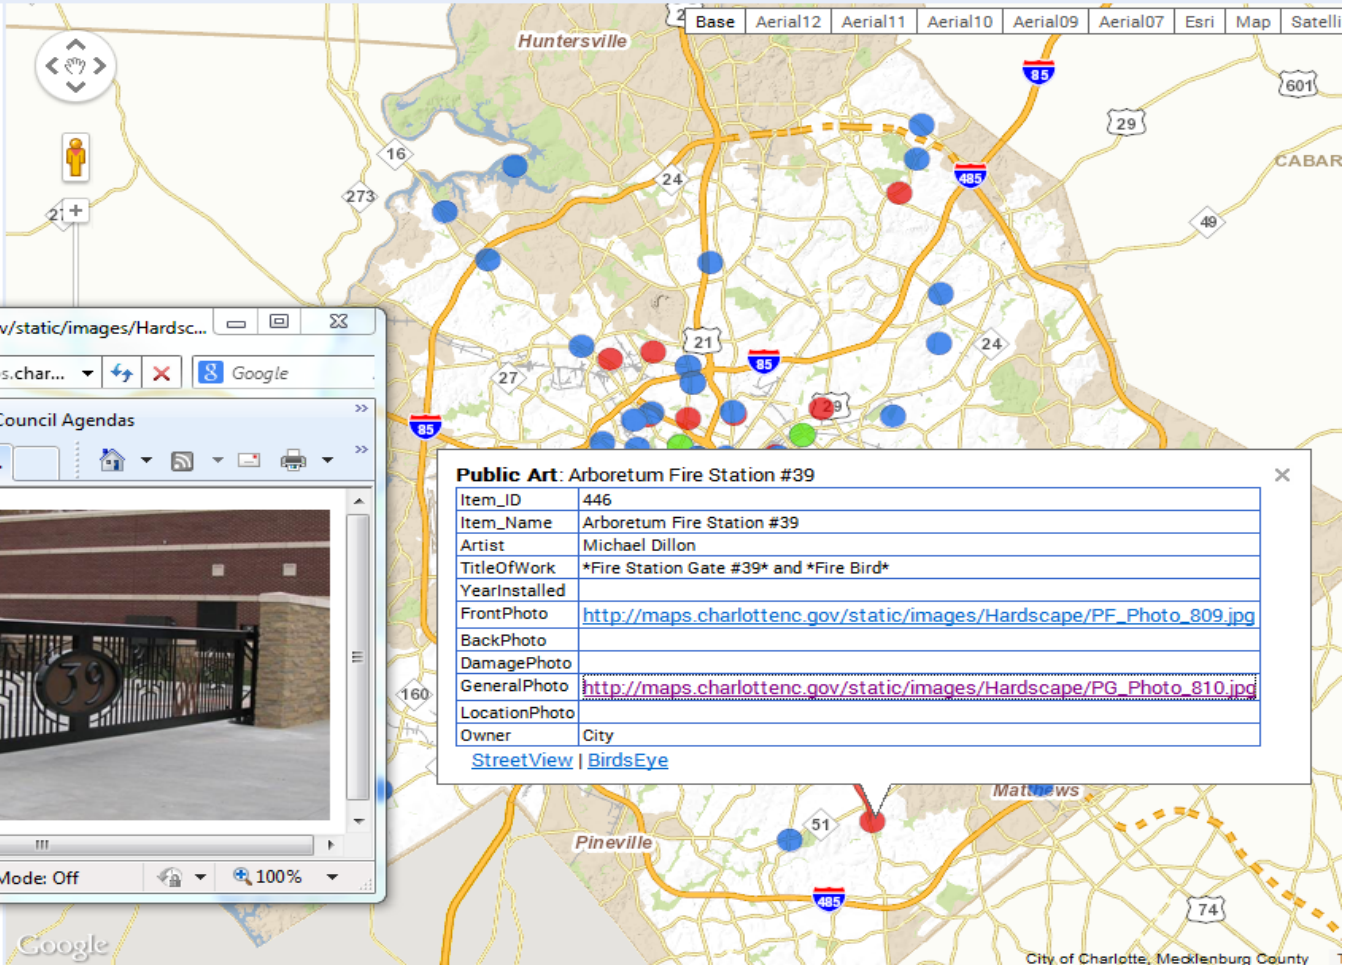 Huntersville
Base
Aerial12
Aerial11
Aerial10
Aerial09
Aerial07
Esri
Map
Satelli
85
601
29
CABAR
16
24
485
273
49
v/static/images/Hardsc...
21
24
s.char...
Google
27
85
29
Council Agendas
85
Public Art: Arboretum Fire Station #39
Item_ID 446
Item_Name Arboretum Fire Station #39
Artist Michael Dillon
TitleOfWork *Fire Station Gate #39* and *Fire Bird*
YearInstalled
FrontPhoto http://maps.charlottenc.gov/static/images/Hardscape/PF_Photo_809.jpg
BackPhoto
DamagePhoto
GeneralPhoto http://maps.charlottenc.gov/static/images/Hardscape/PG_Photo_810.jpg
LocationPhoto
Owner City
StreetView | BirdsEye
39
160
Matthews
51
Pineville
Mode: Off
100%
485
74
Google
City of Charlotte, Mecklenburg County